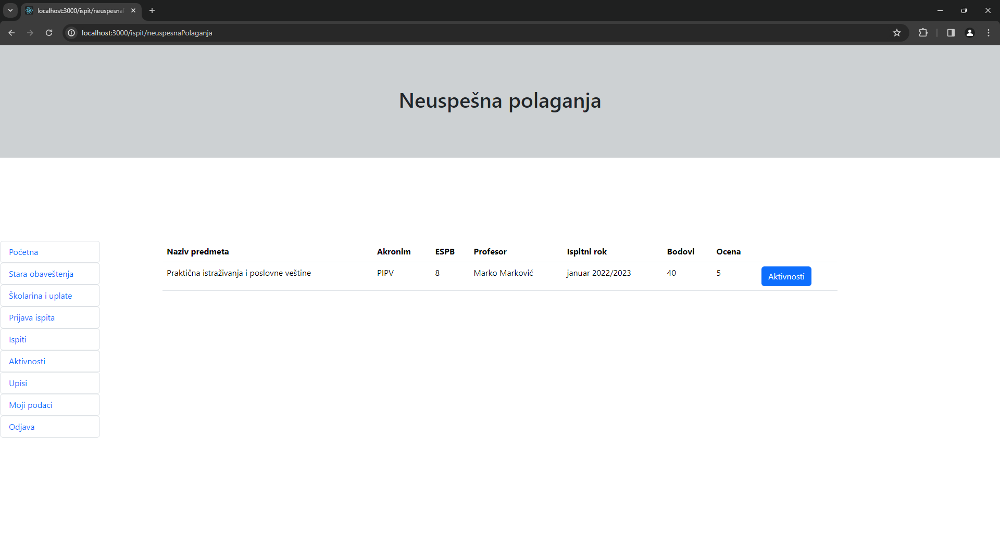 localhost:3000/ispit/neuspesna
localhost:3000/ispit/neuspesnaPolaganja
Neuspešna polaganja
Početna
Stara obaveštenja
Školarina i uplate
Prijava ispita
Ispiti
Aktivnosti
Upisi
Moji podaci
Odjava
Naziv predmeta Akronim ESPB Profesor Ispitni rok Bodovi Ocena
Praktična istraživanja i poslovne veštine PIPV 8 Marko Marković januar 2022/2023 40 5 Aktivnosti